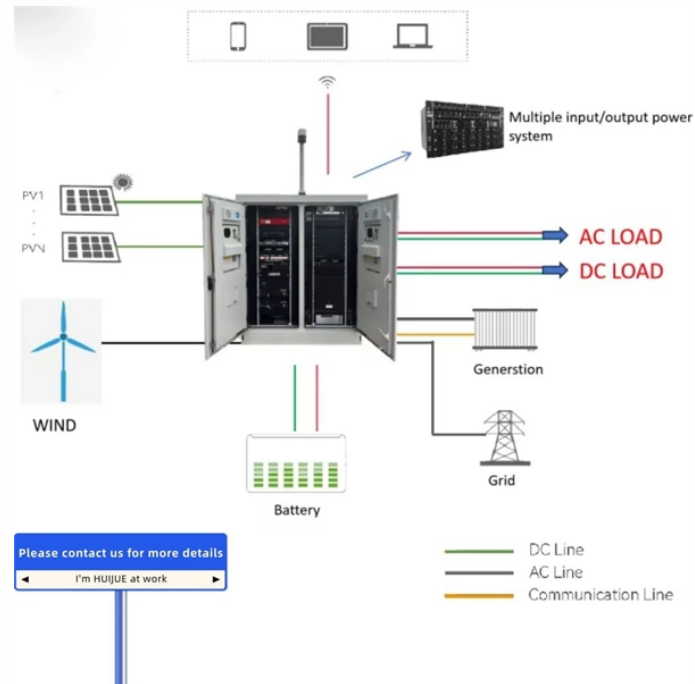 Multiple input/output power
system
PV1
PVN
AC LOAD
DC LOAD
WIND
Generstion
Grid
Battery
Please contact us for more details
◄ I'm HUIJUE at work ►
DC Line
AC Line
Communication Line